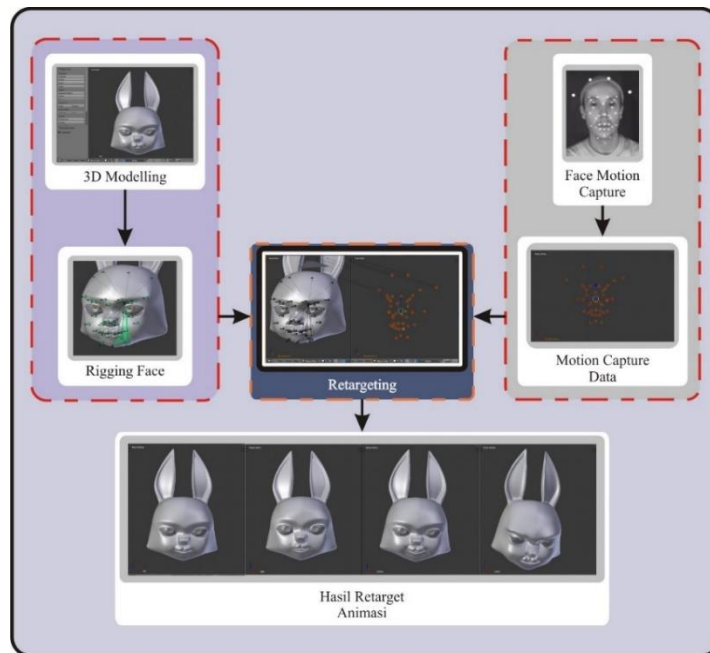 3D Modelling
Face Motion
Capture
Rigging Face
Retargeting
Motion Capture
Data
Hasil Retarget
Animasi